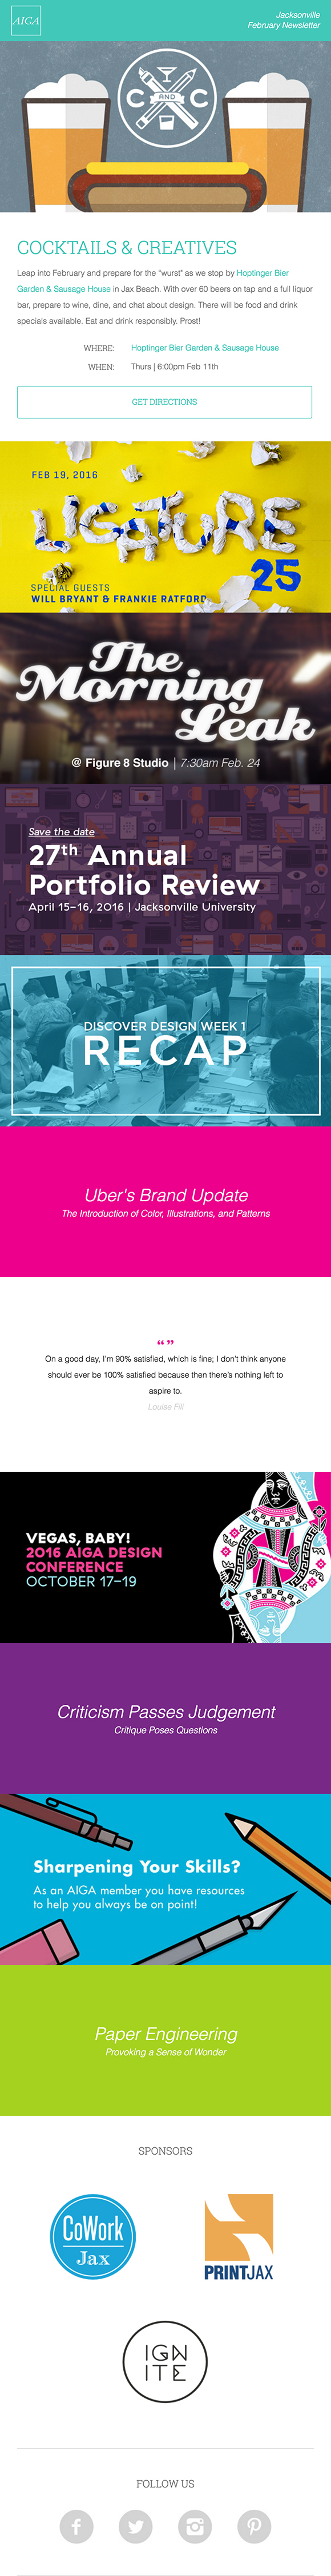 AIGA
Jacksonville
February Newsletter
C AND C
COCKTAILS & CREATIVES
Leap into February and prepare for the "wurst" as we stop by Hoptinger Bier
Garden & Sausage House in Jax Beach. With over 60 beers on tap and a full liquor
bar, prepare to wine, dine, and chat about design. There will be food and drink
specials available. Eat and drink responsibly. Prost!
WHERE: Hoptinger Bier Garden & Sausage House
WHEN: Thurs | 6:00pm Feb 11th
GET DIRECTIONS
FEB 19, 2016
LIGATURE
25
SPECIAL GUESTS
WILL BRYANT & FRANKIE RATFORD
The
Morning
Leak
@ Figure 8 Studio | 7:30am Feb. 24
Save the date
27th Annual
Portfolio Review
April 15-16, 2016 | Jacksonville University
DISCOVER DESIGN WEEK 1
RECAP
Uber's Brand Update
The Introduction of Color, Illustrations, and Patterns
“ ”
On a good day, I'm 90% satisfied, which is fine; I don't think anyone
should ever be 100% satisfied because then there's nothing left to
aspire to.
Louise Fili
VEGAS, BABY!
2016 AIGA DESIGN
CONFERENCE
OCTOBER 17–19
Criticism Passes Judgement
Critique Poses Questions
Sharpening Your Skills?
As an AIGA member you have resources
to help you always be on point!
Paper Engineering
Provoking a Sense of Wonder
SPONSORS
CoWork
Jax
PRINTJAX
IGN
ITE
FOLLOW US